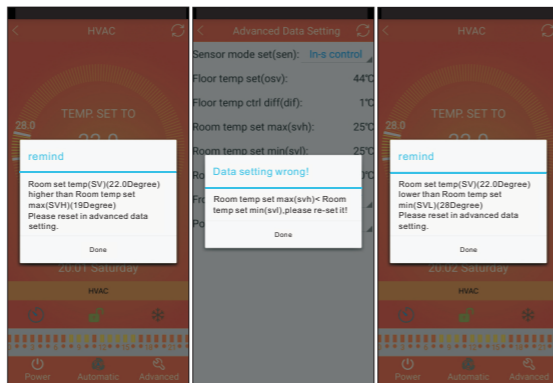 HVAC
TEMP. SET TO
28.0
remind
Room set temp(SV)(22.0Degree)
higher than Room temp set
max(SVH)(19Degree)
Please reset in advanced data
setting.
Done
20:01 Saturday
HVAC
Power Automatic Advanced
Advanced Data Setting
Sensor mode set(sen): In-s control
Floor temp set(osv): 44℃
Floor temp ctrl diff(dif): 1℃
Room temp set max(svh): 25℃
Room temp set min(svl): 25℃
Data setting wrong!
Room temp set max(svh)< Room
temp set min(svl),please re-set it!
Done
HVAC
TEMP. SET TO
28.0
remind
Room set temp(SV)(22.0Degree)
lower than Room temp set
min(SVL)(28Degree)
Please reset in advanced data
setting.
Done
20:02 Saturday
HVAC
Power Automatic Advanced